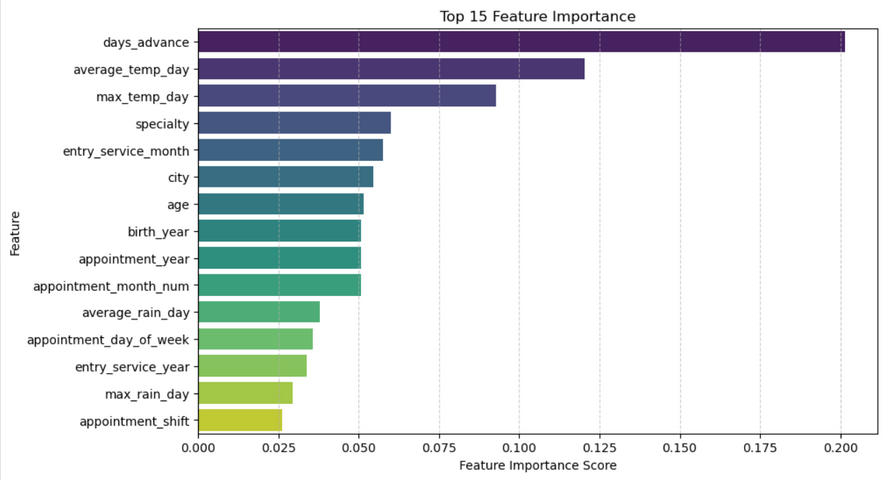 Top 15 Feature Importance
days_advance
average_temp_day
max_temp_day
specialty
entry_service_month
city
age
birth_year
appointment_year
appointment_month_num
average_rain_day
appointment_day_of_week
entry_service_year
max_rain_day
appointment_shift
Feature
0.000 0.025 0.050 0.075 0.100 0.125 0.150 0.175 0.200
Feature Importance Score